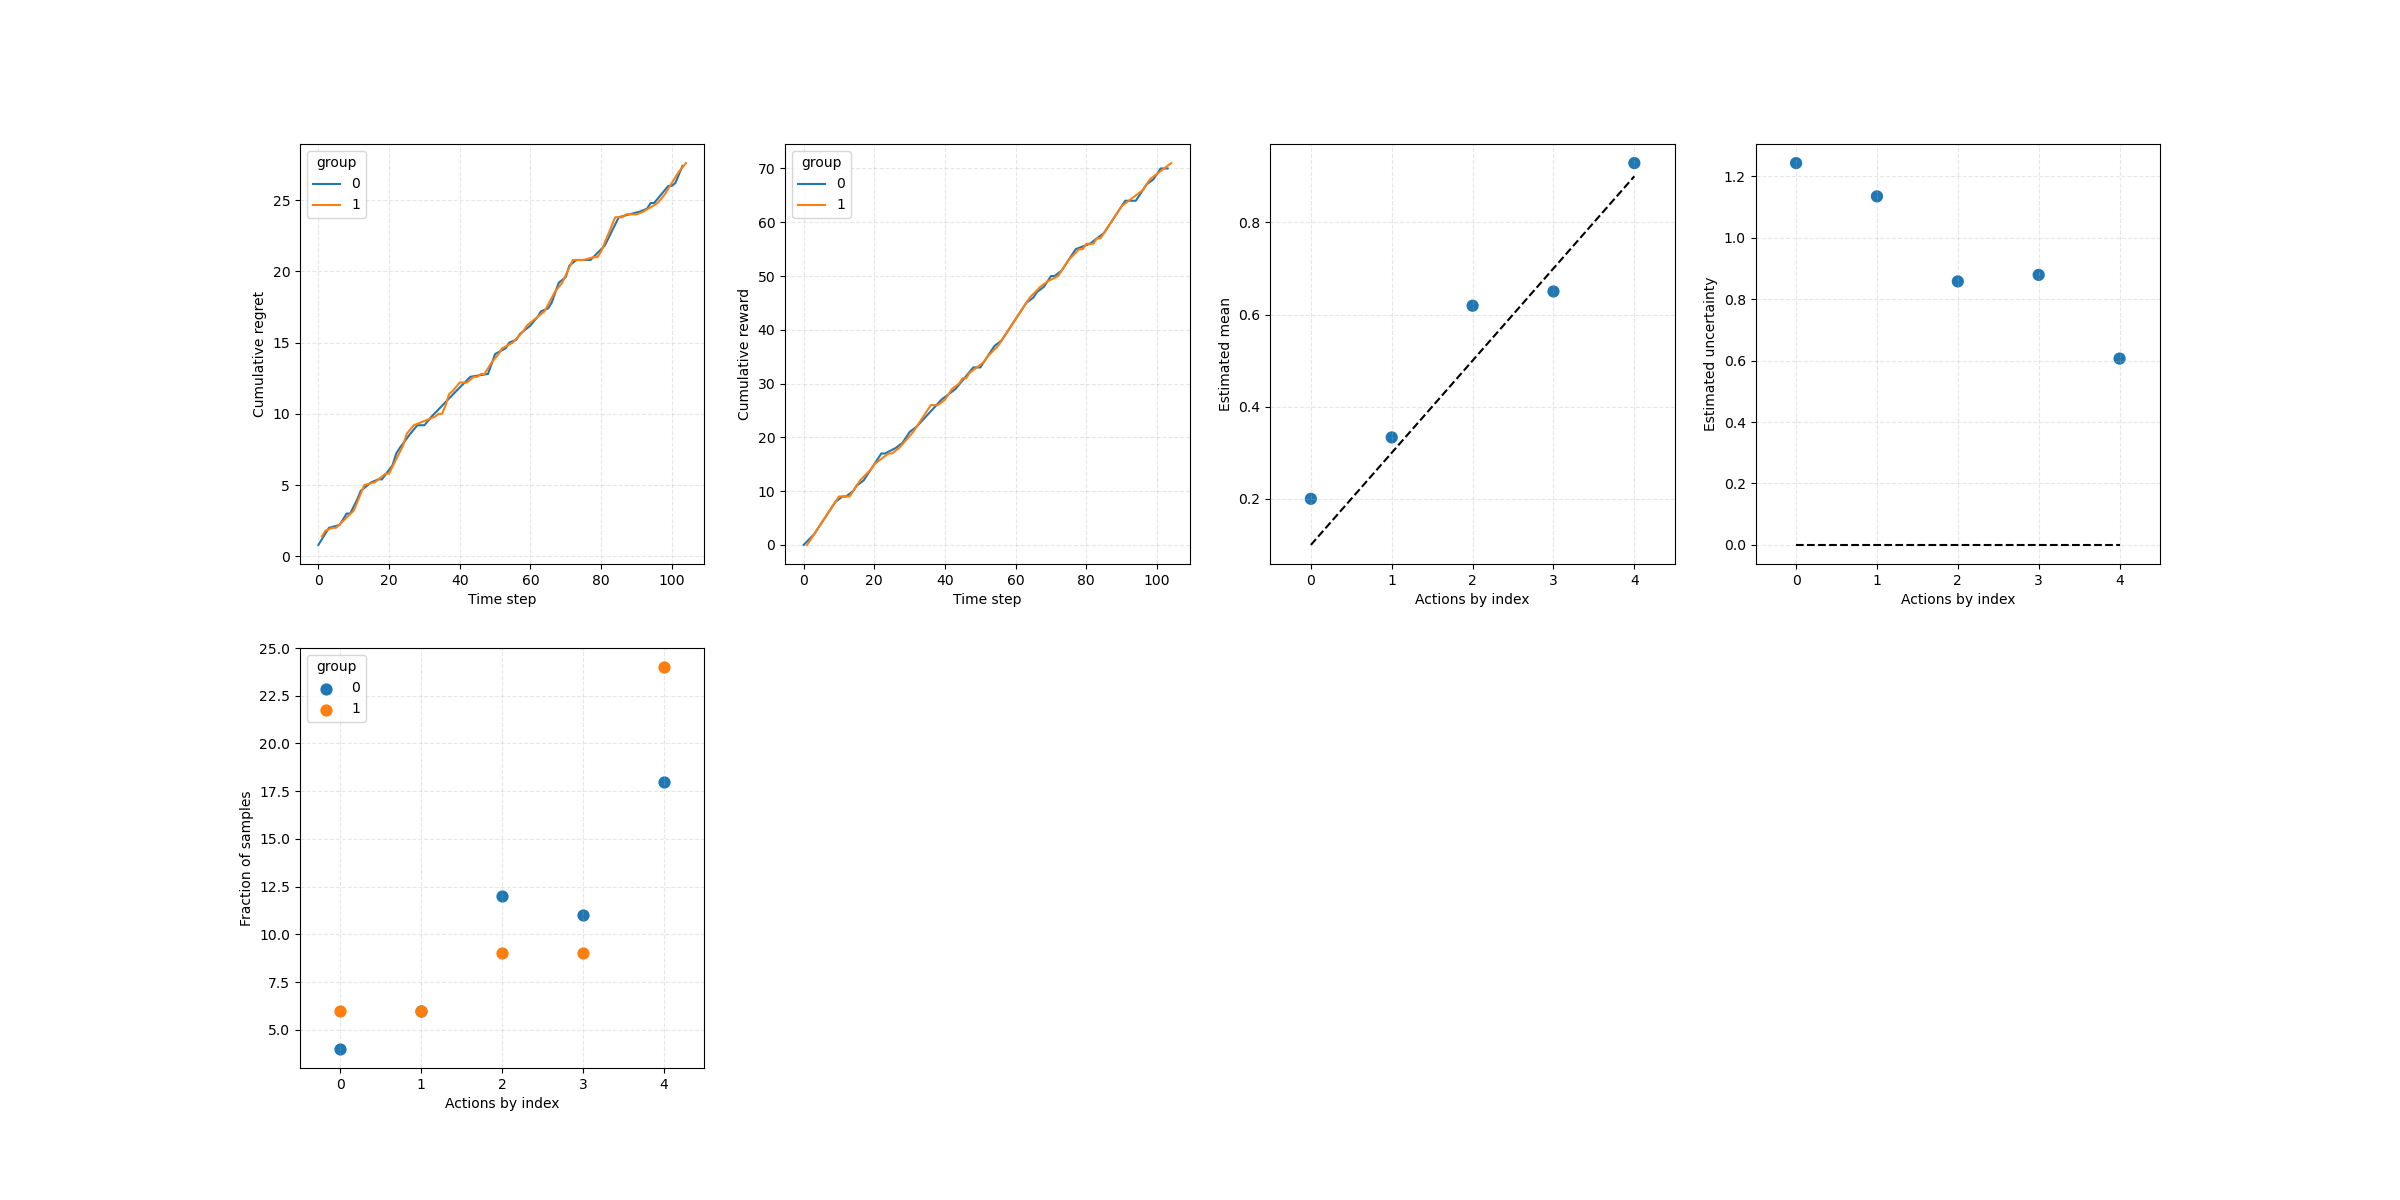 group
0
1
25
20
15
10
5
0
Cumulative regret
0 20 40 60 80 100
Time step
group
0
1
70
60
50
40
30
20
10
0
Cumulative reward
0 20 40 60 80 100
Time step
0.8
0.6
0.4
0.2
Estimated mean
0 1 2 3 4
Actions by index
1.2
1.0
0.8
0.6
0.4
0.2
0.0
Estimated uncertainty
0 1 2 3 4
Actions by index
group
0
1
25.0
22.5
20.0
17.5
15.0
12.5
10.0
7.5
5.0
Fraction of samples
0 1 2 3 4
Actions by index